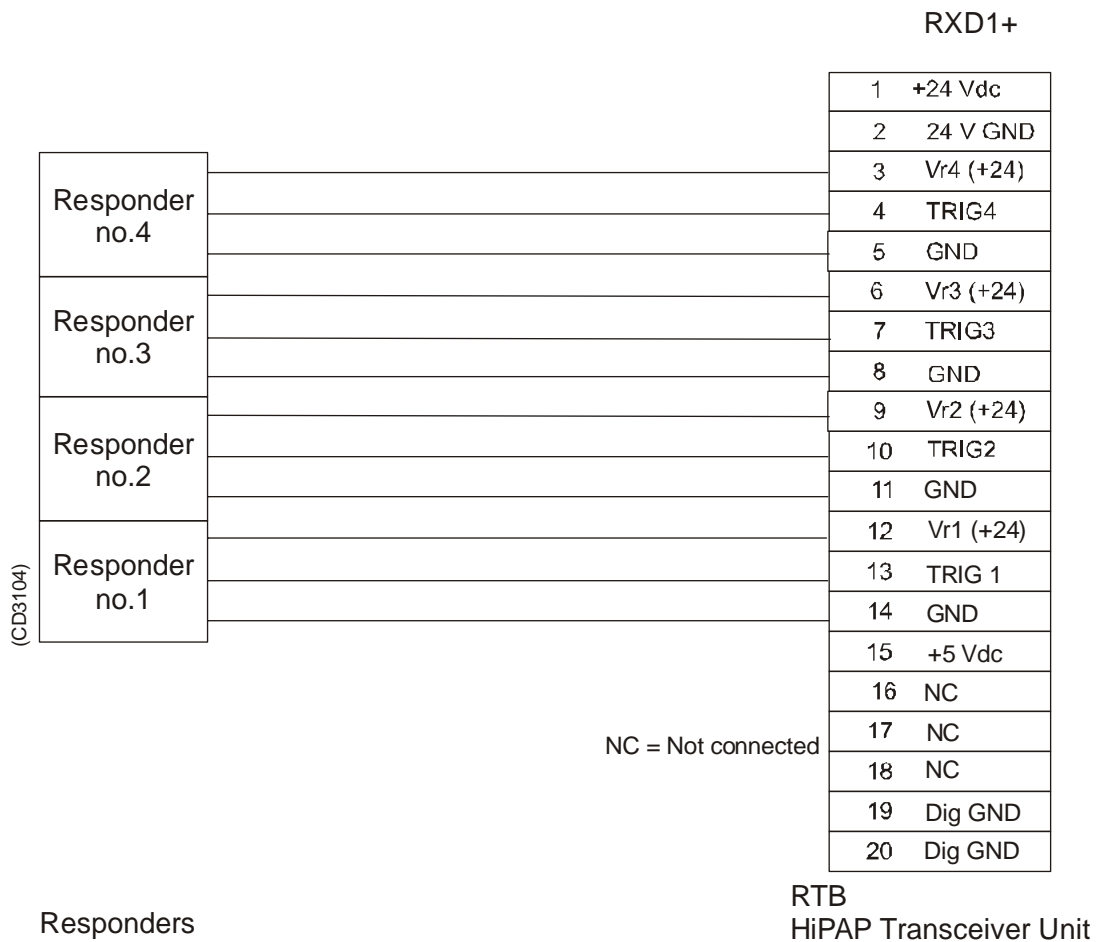 RXD1+
1 +24 Vdc
2 24 V GND
3 Vr4 (+24)
4 TRIG4
5 GND
6 Vr3 (+24)
7 TRIG3
8 GND
9 Vr2 (+24)
10 TRIG2
11 GND
12 Vr1 (+24)
13 TRIG 1
14 GND
15 +5 Vdc
16 NC
17 NC
18 NC
19 Dig GND
20 Dig GND
Responder
no.4
Responder
no.3
Responder
no.2
Responder
no.1
(CD3104)
NC = Not connected
Responders
RTB
HiPAP Transceiver Unit